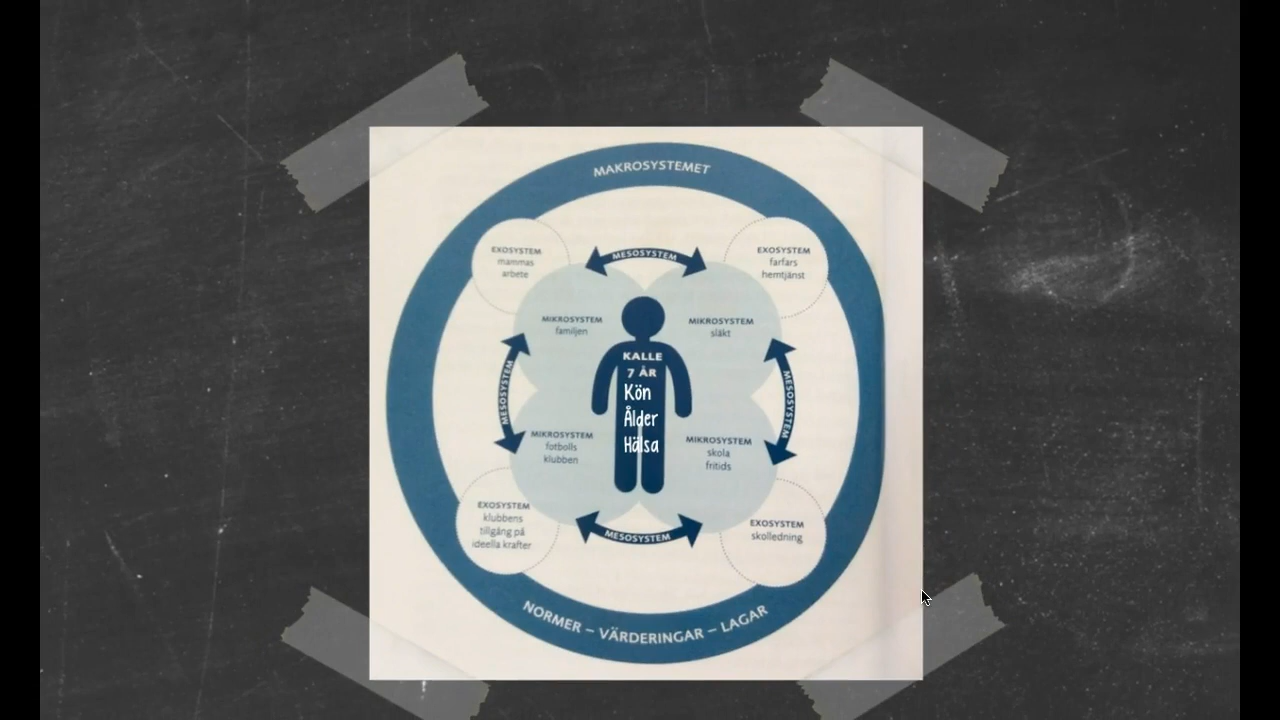 MAKROSYSTEMET
EXOSYSTEM
mammas
arbete
MESOSYSTEM
EXOSYSTEM
farfars
hemtjänst
MIKROSYSTEM
familjen
MIKROSYSTEM
släkt
KALLE
7 ÅR
Kön
Ålder
Hälsa
MESOSYSTEM
MESOSYSTEM
MIKROSYSTEM
fotbolls
klubben
MIKROSYSTEM
skola
fritids
EXOSYSTEM
klubbens
tillgång på
ideella krafter
MESOSYSTEM
EXOSYSTEM
skolledning
NORMER – VÄRDERINGAR – LAGAR